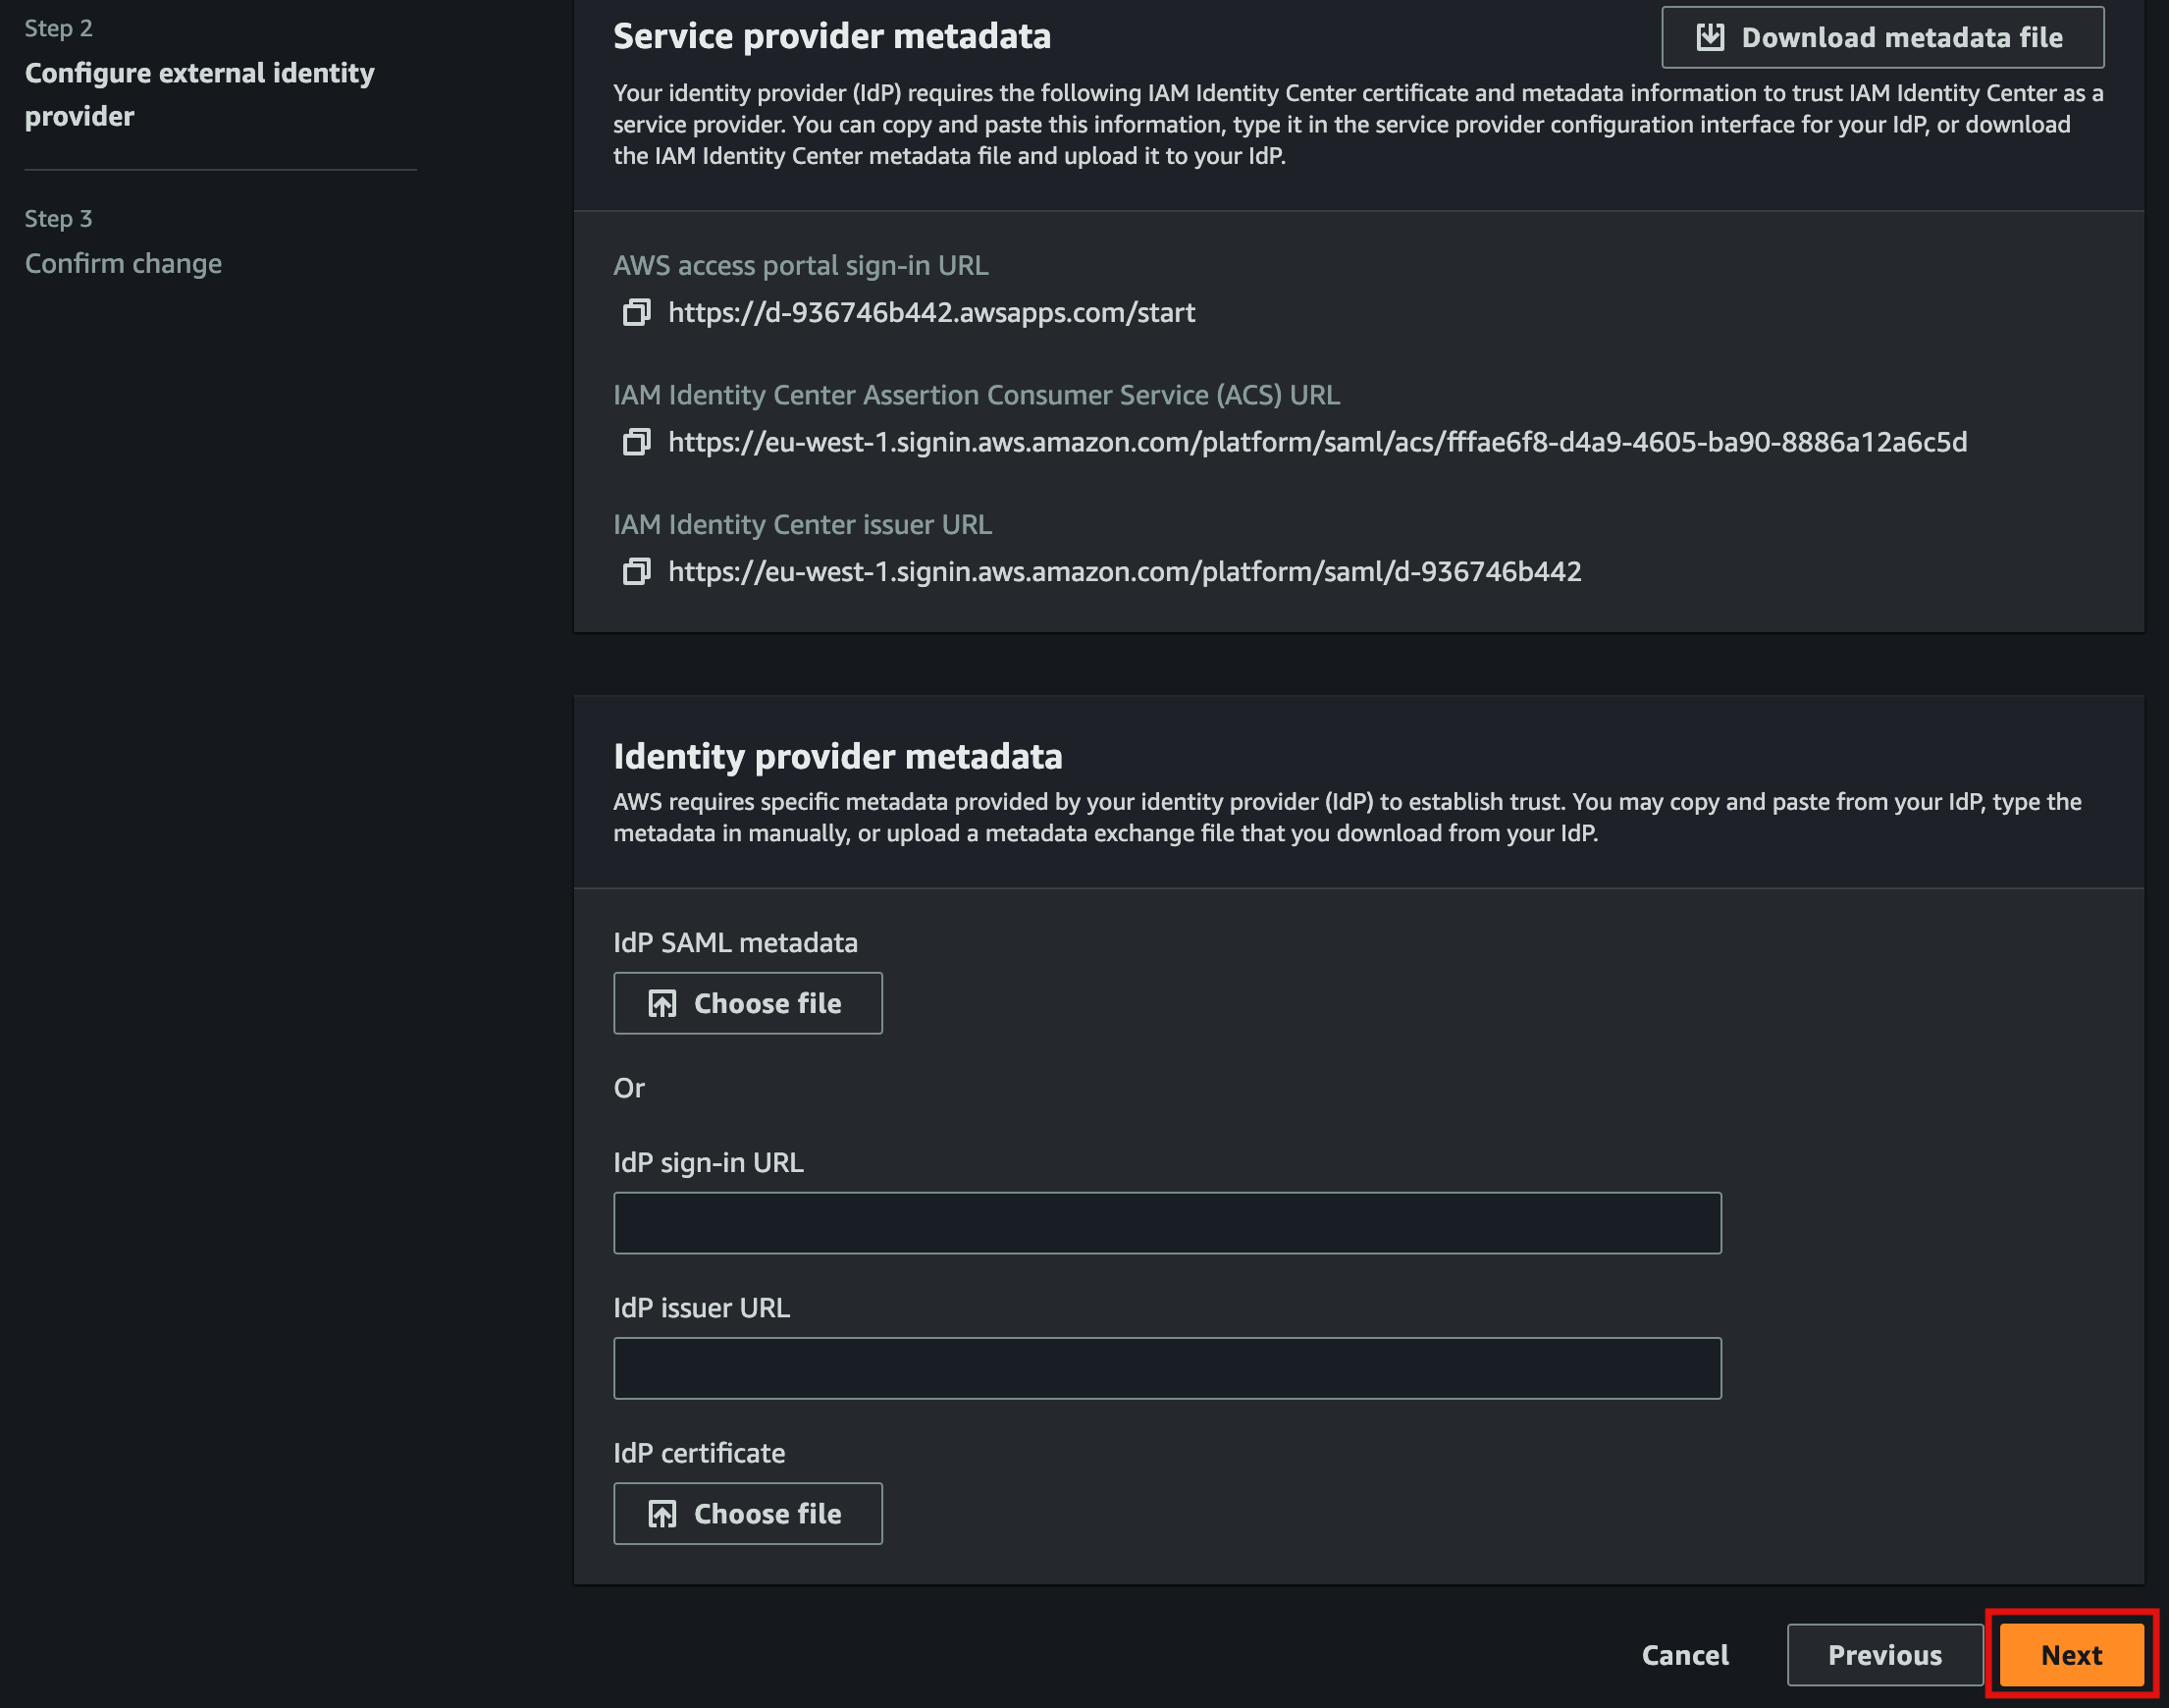 Step 2
Configure external identity
provider
Step 3
Confirm change
Service provider metadata
Download metadata file
Your identity provider (IdP) requires the following IAM Identity Center certificate and metadata information to trust IAM Identity Center as a
service provider. You can copy and paste this information, type it in the service provider configuration interface for your IdP, or download
the IAM Identity Center metadata file and upload it to your IdP.
AWS access portal sign-in URL
https://d-936746b442.awsapps.com/start
IAM Identity Center Assertion Consumer Service (ACS) URL
https://eu-west-1.signin.aws.amazon.com/platform/saml/acs/fffae6f8-d4a9-4605-ba90-8886a12a6c5d
IAM Identity Center issuer URL
https://eu-west-1.signin.aws.amazon.com/platform/saml/d-936746b442
Identity provider metadata
AWS requires specific metadata provided by your identity provider (IdP) to establish trust. You may copy and paste from your IdP, type the
metadata in manually, or upload a metadata exchange file that you download from your IdP.
IdP SAML metadata
Choose file
Or
IdP sign-in URL
IdP issuer URL
IdP certificate
Choose file
Cancel
Previous
Next